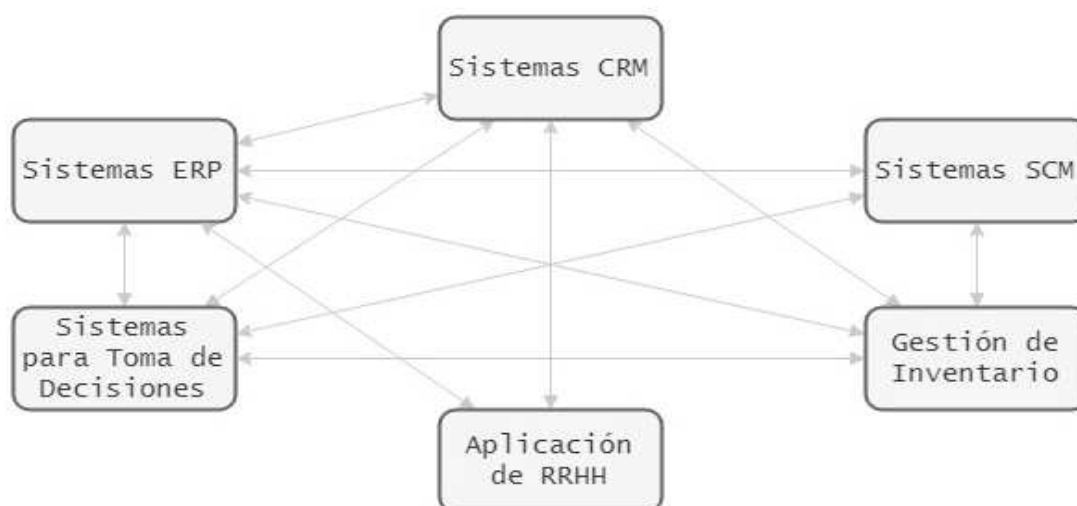 Sistemas CRM
Sistemas ERP
Sistemas SCM
Sistemas
para Toma de
Decisiones
Gestión de
Inventario
Aplicación
de RRHH